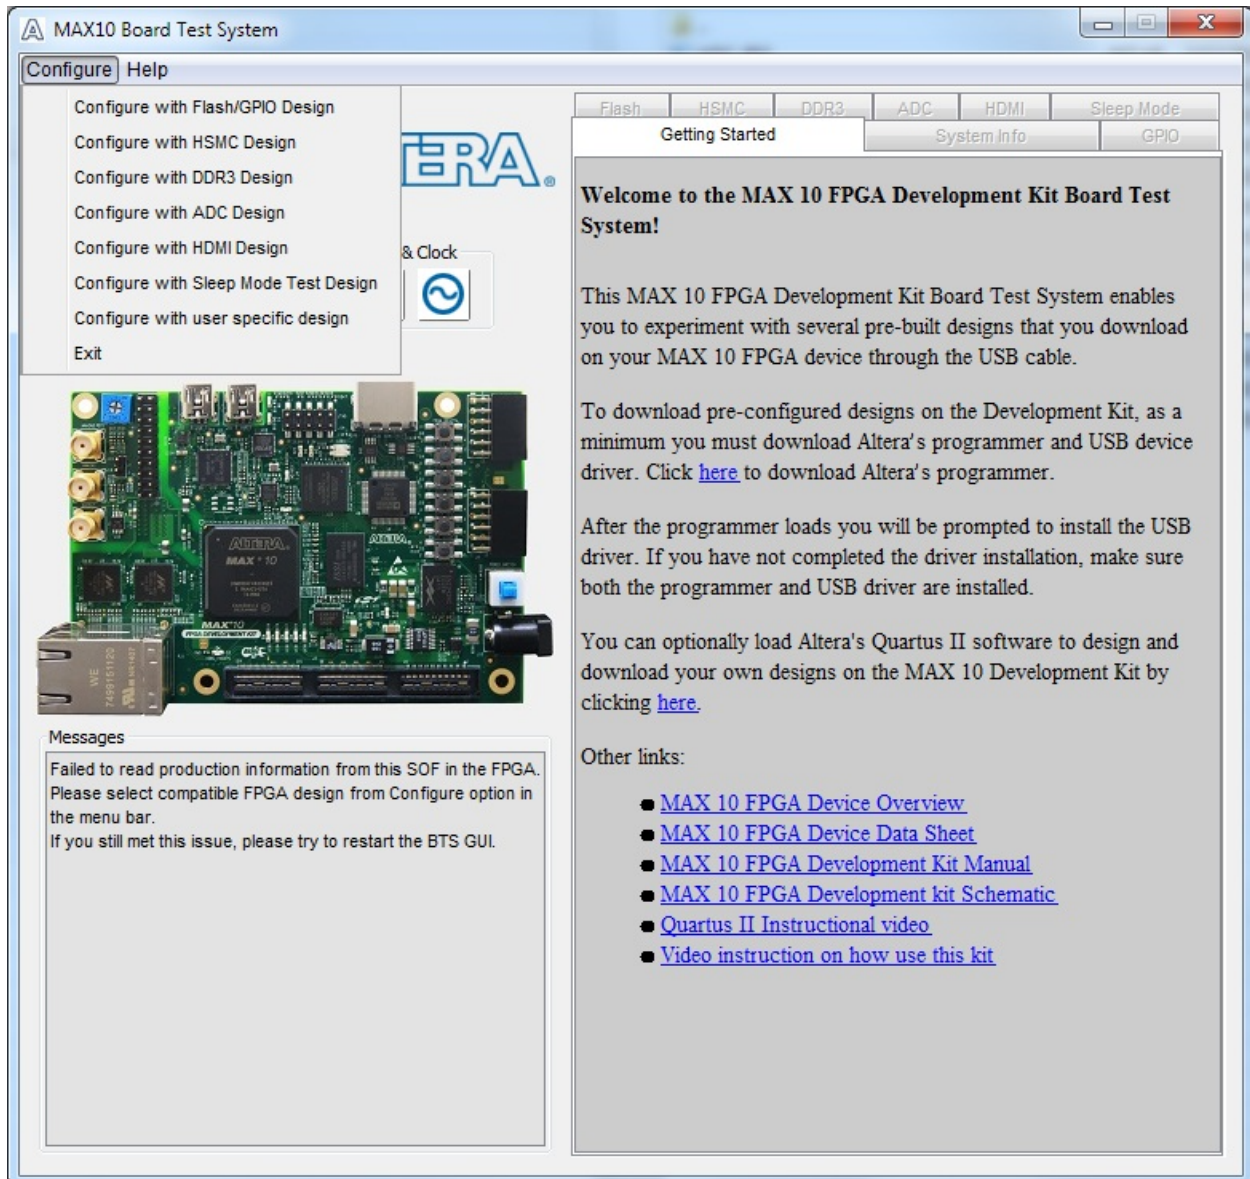 MAX10 Board Test System
Configure Help
Configure with Flash/GPIO Design
Configure with HSMC Design
Configure with DDR3 Design
Configure with ADC Design
Configure with HDMI Design
Configure with Sleep Mode Test Design
Configure with user specific design
Exit
& Clock
Flash HSMC DDR3 ADC HDMI Sleep Mode
Getting Started System Info GPIO
Welcome to the MAX 10 FPGA Development Kit Board Test
System!
This MAX 10 FPGA Development Kit Board Test System enables
you to experiment with several pre-built designs that you download
on your MAX 10 FPGA device through the USB cable.
To download pre-configured designs on the Development Kit, as a
minimum you must download Altera's programmer and USB device
driver. Click here to download Altera's programmer.
After the programmer loads you will be prompted to install the USB
driver. If you have not completed the driver installation, make sure
both the programmer and USB driver are installed.
You can optionally load Altera's Quartus II software to design and
download your own designs on the MAX 10 Development Kit by
clicking here.
Other links:
MAX 10 FPGA Device Overview
MAX 10 FPGA Device Data Sheet
MAX 10 FPGA Development Kit Manual
MAX 10 FPGA Development kit Schematic
Quartus II Instructional video
Video instruction on how use this kit
ALTERA
MAX 10
ALTERA
MAX 10
FPGA DEVELOPMENT KIT
WE
7499151120
Messages
Failed to read production information from this SOF in the FPGA.
Please select compatible FPGA design from Configure option in
the menu bar.
If you still met this issue, please try to restart the BTS GUI.